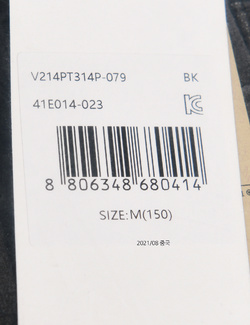 V214PT314P-079 BK
41E014-023
8 806348 680414
SIZE:M(150)
2021/08 중국